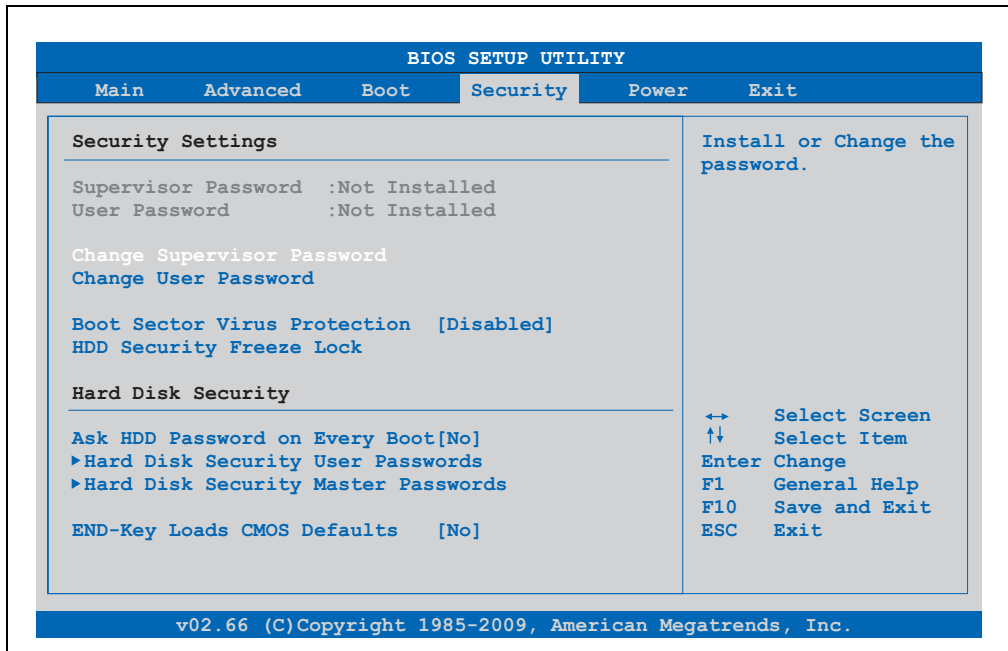 BIOS SETUP UTILITY
Main Advanced Boot Security Power Exit
Security Settings
Supervisor Password :Not Installed
User Password :Not Installed
Change Supervisor Password
Change User Password
Boot Sector Virus Protection [Disabled]
HDD Security Freeze Lock
Hard Disk Security
Ask HDD Password on Every Boot[No]
▶Hard Disk Security User Passwords
▶Hard Disk Security Master Passwords
END-Key Loads CMOS Defaults [No]
Install or Change the
password.
↔ Select Screen
↑↓ Select Item
Enter Change
F1 General Help
F10 Save and Exit
ESC Exit
v02.66 (C)Copyright 1985-2009, American Megatrends, Inc.